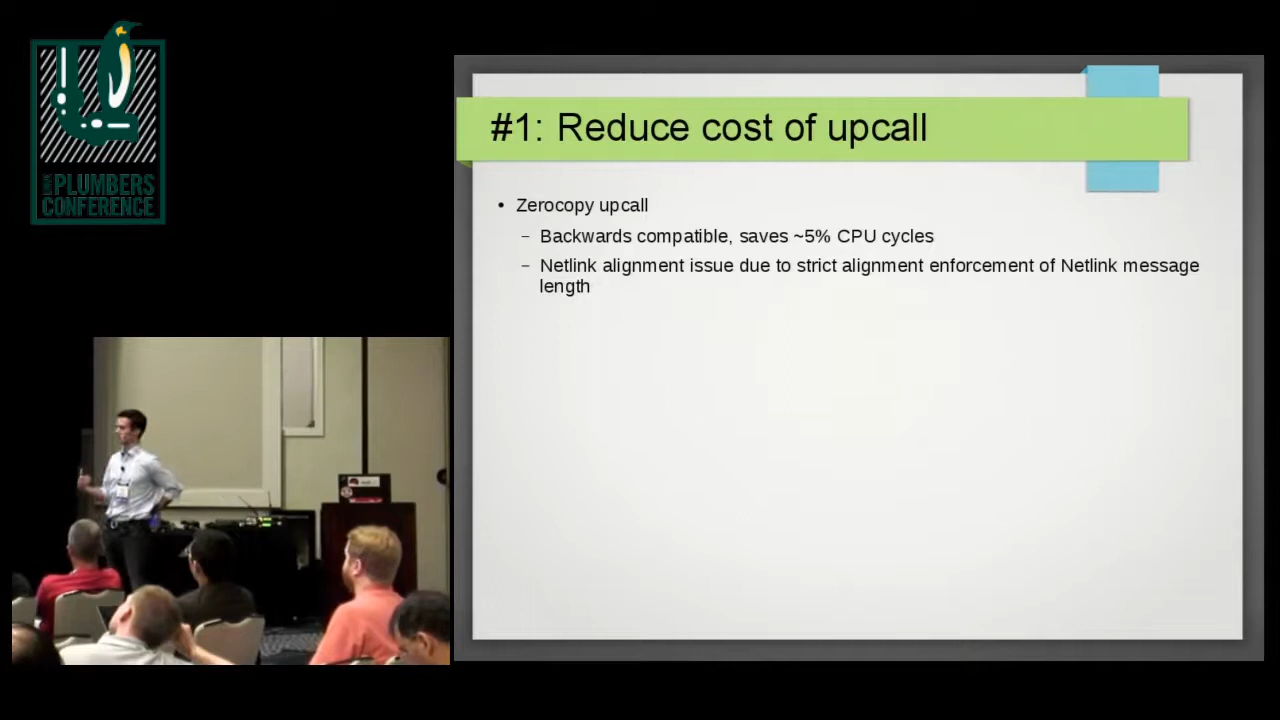 LINUX
PLUMBERS
CONFERENCE
#1: Reduce cost of upcall
• Zerocopy upcall
– Backwards compatible, saves ~5% CPU cycles
– Netlink alignment issue due to strict alignment enforcement of Netlink message
length